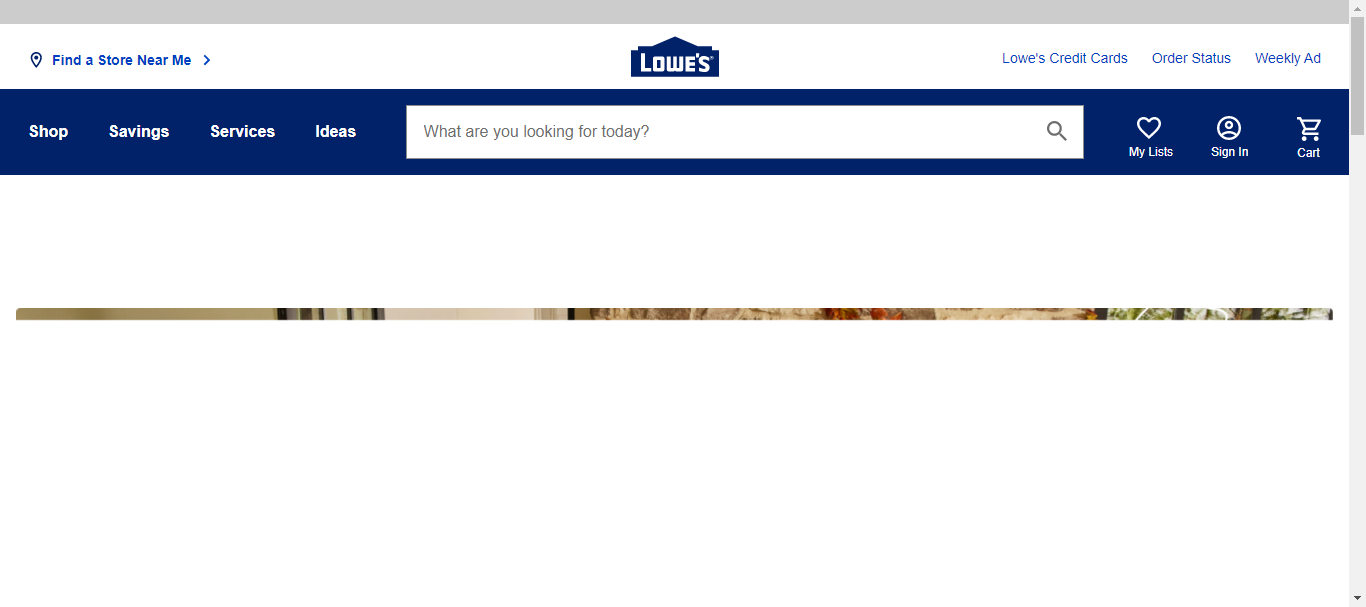 Find a Store Near Me
LOWE'S
Lowe's Credit Cards Order Status Weekly Ad
Shop Savings Services Ideas
What are you looking for today?
My Lists Sign In Cart